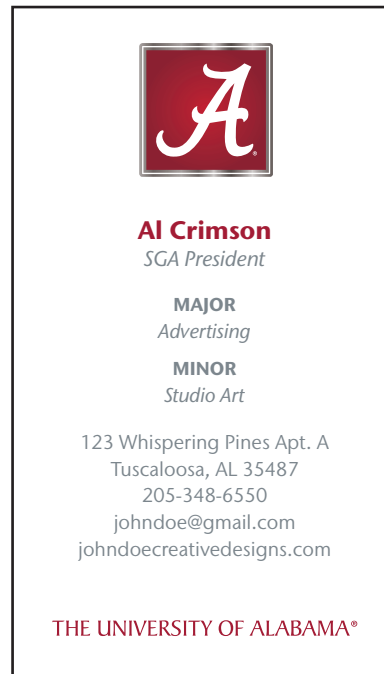 A®
Al Crimson
SGA President
MAJOR
Advertising
MINOR
Studio Art
123 Whispering Pines Apt. A
Tuscaloosa, AL 35487
205-348-6550
johndoe@gmail.com
johndoecreativedesigns.com
THE UNIVERSITY OF ALABAMA®